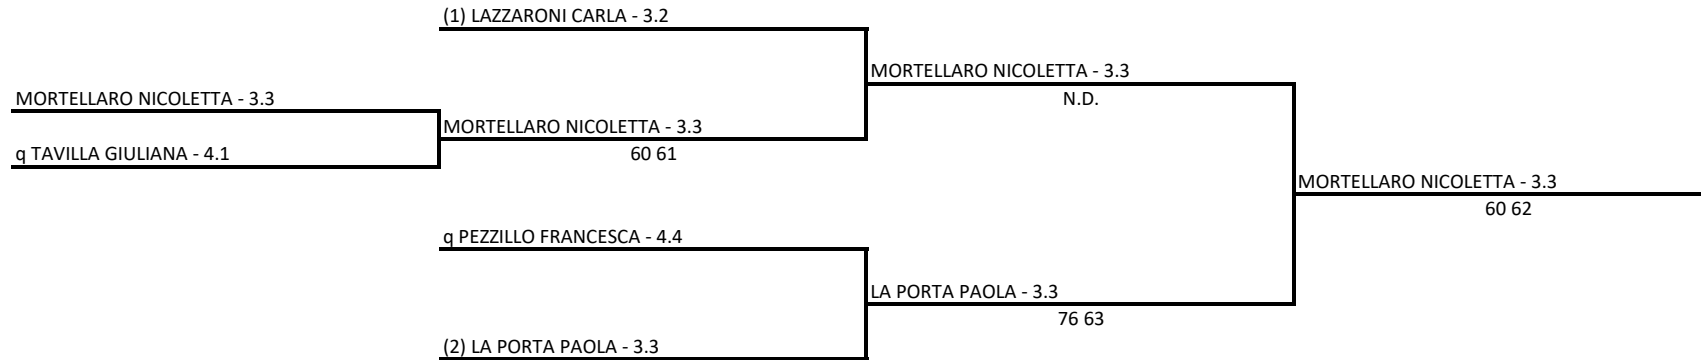 (1) LAZZARONI CARLA - 3.2
MORTELLARO NICOLETTA - 3.3
N.D.
MORTELLARO NICOLETTA - 3.3
MORTELLARO NICOLETTA - 3.3
60 61
q TAVILLA GIULIANA - 4.1
MORTELLARO NICOLETTA - 3.3
60 62
q PEZZILLO FRANCESCA - 4.4
LA PORTA PAOLA - 3.3
76 63
(2) LA PORTA PAOLA - 3.3